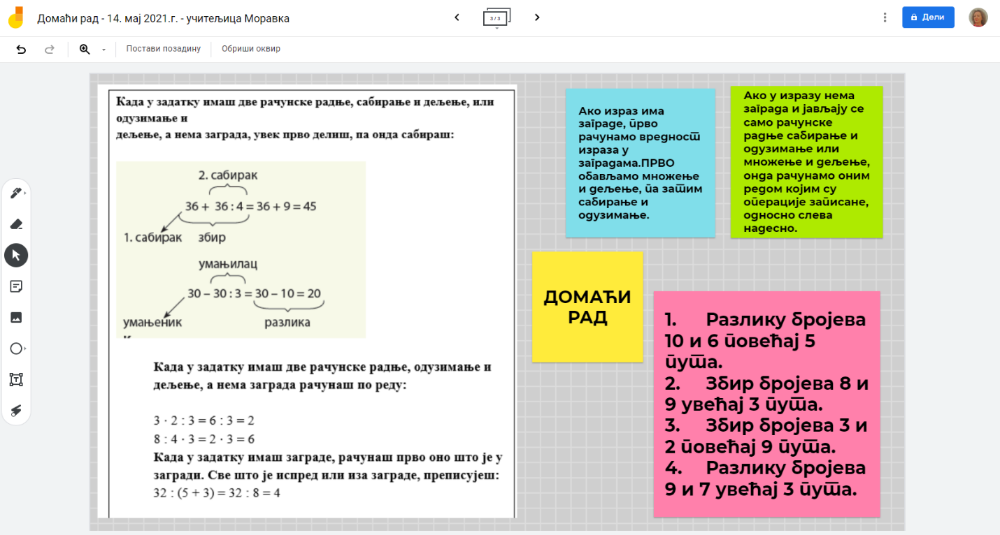 Домаћи рад - 14. мај 2021.г. - учитељица Моравка
3 / 3
Дели
Постави позадину
Обриши оквир
Када у задатку имаш две рачунске радње, сабирање и дељење, или
одузимање и
дељење, а нема заграда, увек прво делиш, па онда сабираш:
2. сабирак
36 + 36 : 4 = 36 + 9 = 45
1. сабирак збир
умањилац
30 – 30 : 3 = 30 – 10 = 20
умањеник разлика
Када у задатку имаш две рачунске радње, одузимање и
дељење, а нема заграда рачунаш по реду:
3 · 2 : 3 = 6 : 3 = 2
8 : 4 · 3 = 2 · 3 = 6
Када у задатку имаш заграде, рачунаш прво оно што је у
загради. Све што је испред или иза заграде, преписујеш:
32 : (5 + 3) = 32 : 8 = 4
Ако израз има
заграде, прво
рачунамо вредност
израза у
заградама.ПРВО
обављамо множење
и дељење, па затим
сабирање и
одузимање.
Ако у изразу нема
заграда и јављају се
само рачунске
радње сабирање и
одузимање или
множење и дељење,
онда рачунамо оним
редом којим су
операције записане,
односно слева
надесно.
ДОМАЋИ
РАД
1. Разлику бројева
10 и 6 повећај 5
пута.
2. Збир бројева 8 и
9 увећај 3 пута.
3. Збир бројева 3 и
2 повећај 9 пута.
4. Разлику бројева
9 и 7 увећај 3 пута.